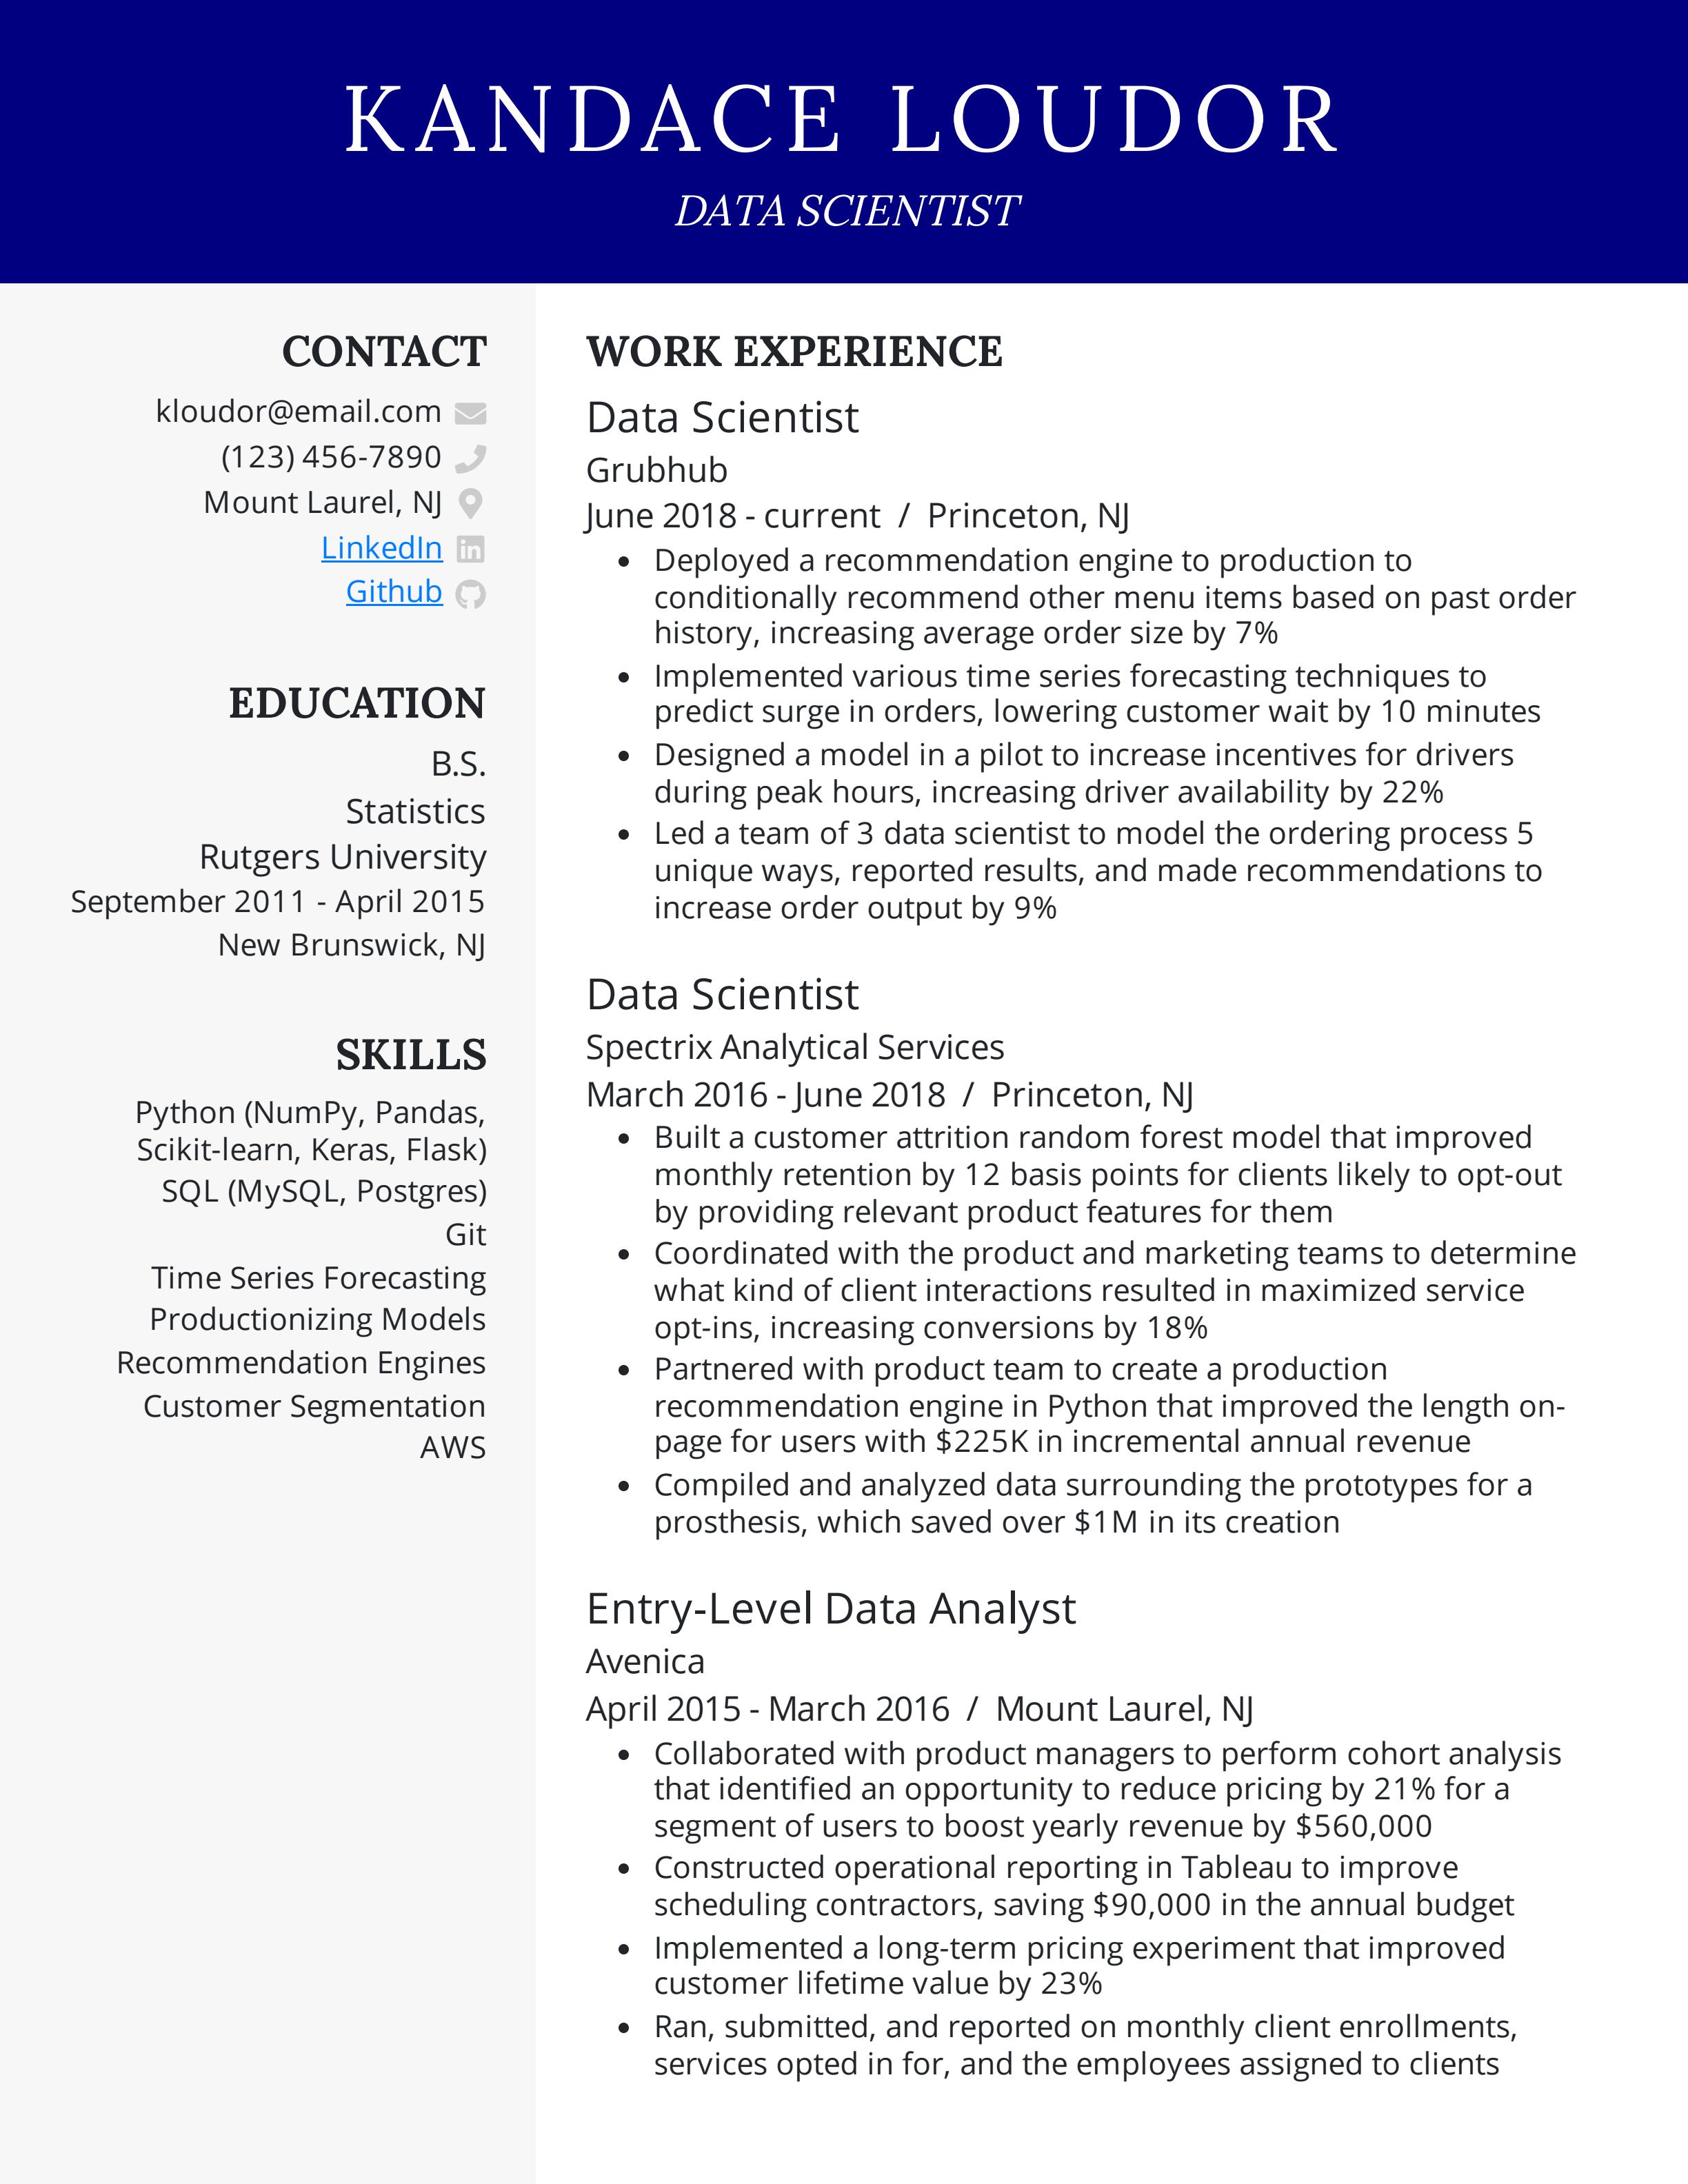 KANDACE LOUDOR
DATA SCIENTIST
CONTACT
kloudor@email.com
(123) 456-7890
Mount Laurel, NJ
LinkedIn
Github
EDUCATION
B.S.
Statistics
Rutgers University
September 2011 - April 2015
New Brunswick, NJ
SKILLS
Python (NumPy, Pandas,
Scikit-learn, Keras, Flask)
SQL (MySQL, Postgres)
Git
Time Series Forecasting
Productionizing Models
Recommendation Engines
Customer Segmentation
AWS
WORK EXPERIENCE
Data Scientist
Grubhub
June 2018 - current / Princeton, NJ
• Deployed a recommendation engine to production to
conditionally recommend other menu items based on past order
history, increasing average order size by 7%
• Implemented various time series forecasting techniques to
predict surge in orders, lowering customer wait by 10 minutes
• Designed a model in a pilot to increase incentives for drivers
during peak hours, increasing driver availability by 22%
• Led a team of 3 data scientist to model the ordering process 5
unique ways, reported results, and made recommendations to
increase order output by 9%
Data Scientist
Spectrix Analytical Services
March 2016 - June 2018 / Princeton, NJ
• Built a customer attrition random forest model that improved
monthly retention by 12 basis points for clients likely to opt-out
by providing relevant product features for them
• Coordinated with the product and marketing teams to determine
what kind of client interactions resulted in maximized service
opt-ins, increasing conversions by 18%
• Partnered with product team to create a production
recommendation engine in Python that improved the length on-
page for users with $225K in incremental annual revenue
• Compiled and analyzed data surrounding the prototypes for a
prosthesis, which saved over $1M in its creation
Entry-Level Data Analyst
Avenica
April 2015 - March 2016 / Mount Laurel, NJ
• Collaborated with product managers to perform cohort analysis
that identified an opportunity to reduce pricing by 21% for a
segment of users to boost yearly revenue by $560,000
• Constructed operational reporting in Tableau to improve
scheduling contractors, saving $90,000 in the annual budget
• Implemented a long-term pricing experiment that improved
customer lifetime value by 23%
• Ran, submitted, and reported on monthly client enrollments,
services opted in for, and the employees assigned to clients